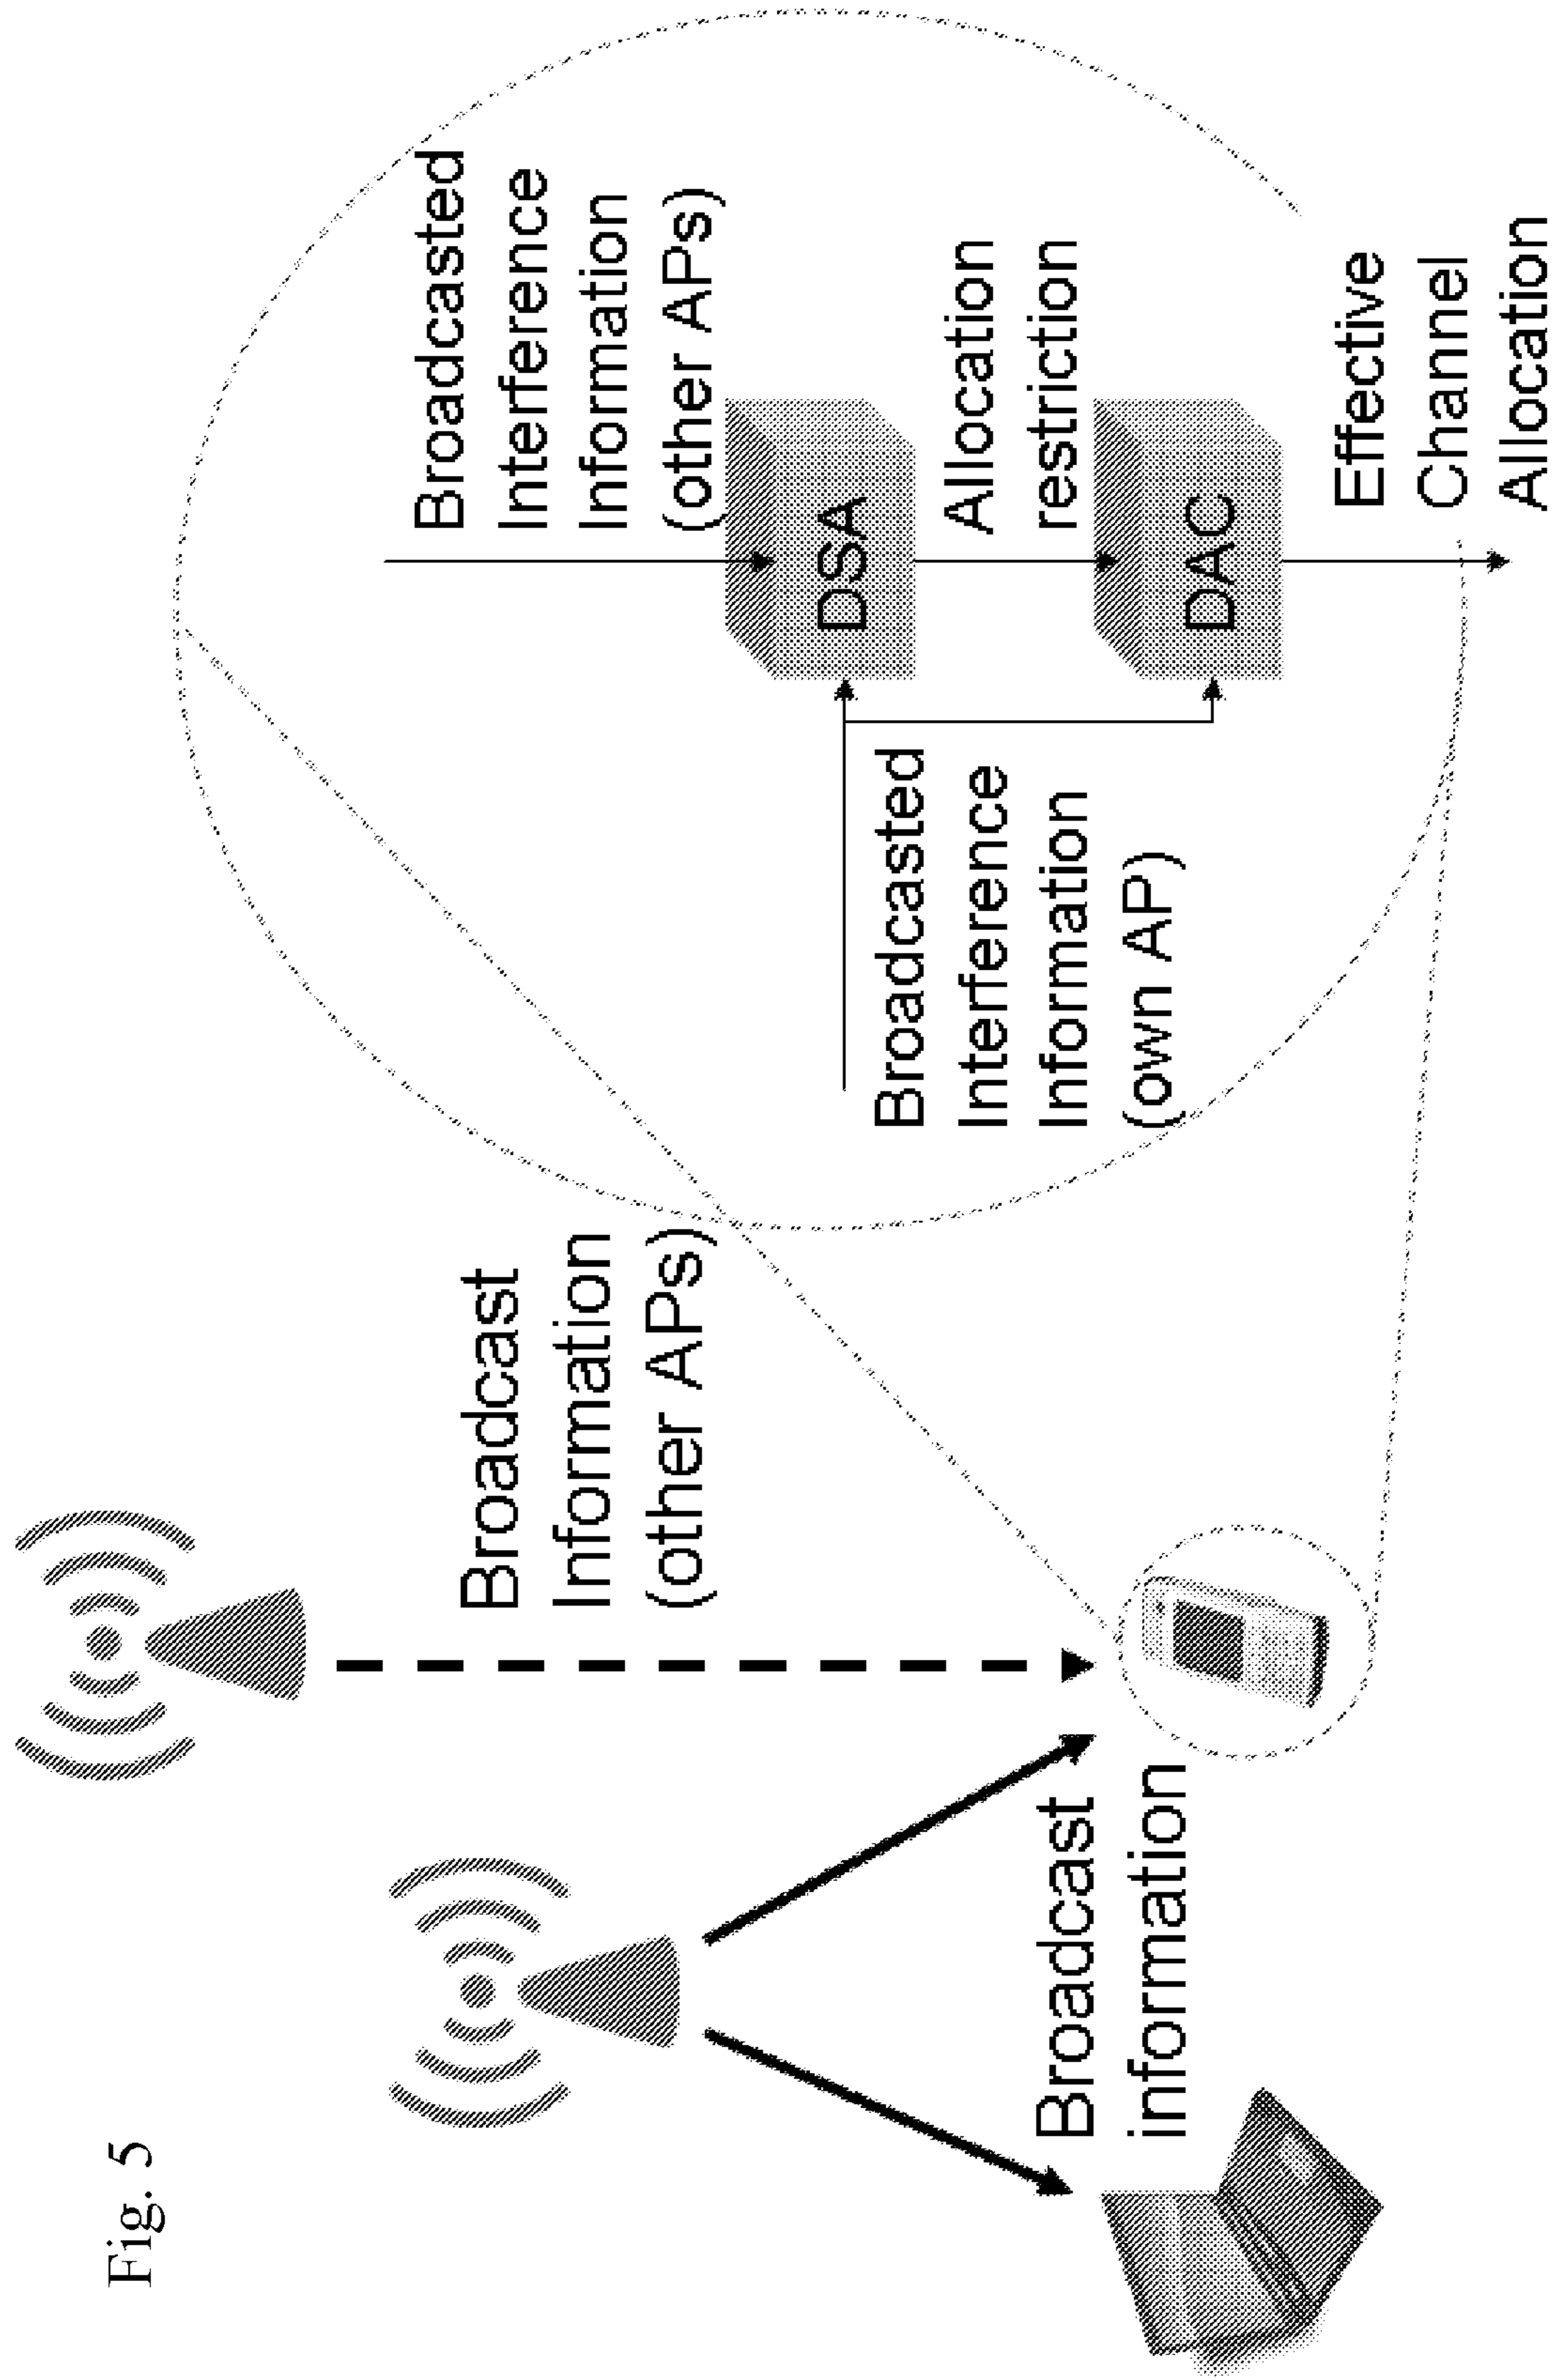 Fig. 5
Broadcast
information
Broadcast
Information
(other APs)
Broadcasted
Interference
Information
(own AP)
Broadcasted
Interference
Information
(other APs)
DSA
Allocation
restriction
DAC
Effective
Channel
Allocation